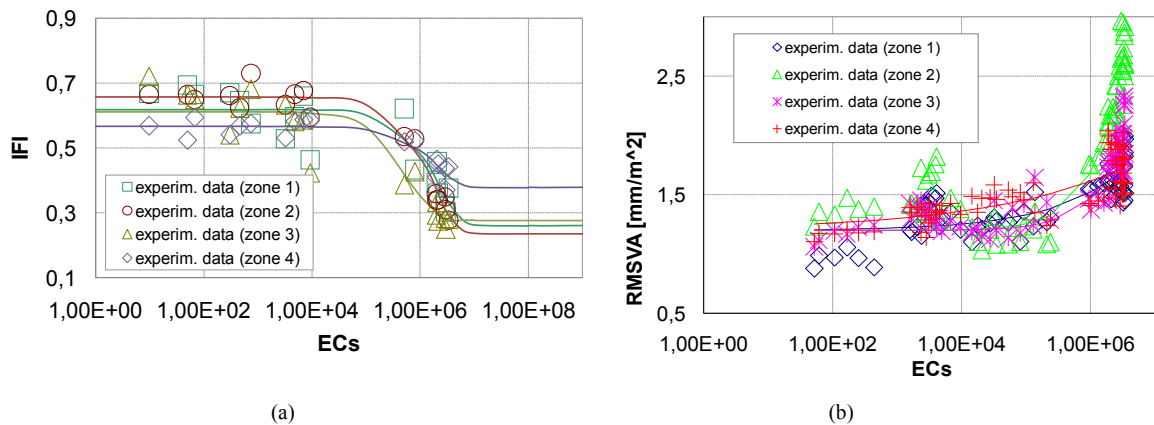 (a)
0,9
0,7
0,5
0,3
0,1
IFI
experim. data (zone 1)
experim. data (zone 2)
experim. data (zone 3)
experim. data (zone 4)
1,00E+00 1,00E+02 1,00E+04 1,00E+06 1,00E+08
ECs
(a)
(b)
2,5
1,5
0,5
RMSVA [mm/m^2]
experim. data (zone 1)
experim. data (zone 2)
experim. data (zone 3)
experim. data (zone 4)
1,00E+00 1,00E+02 1,00E+04 1,00E+06
ECs
(b)